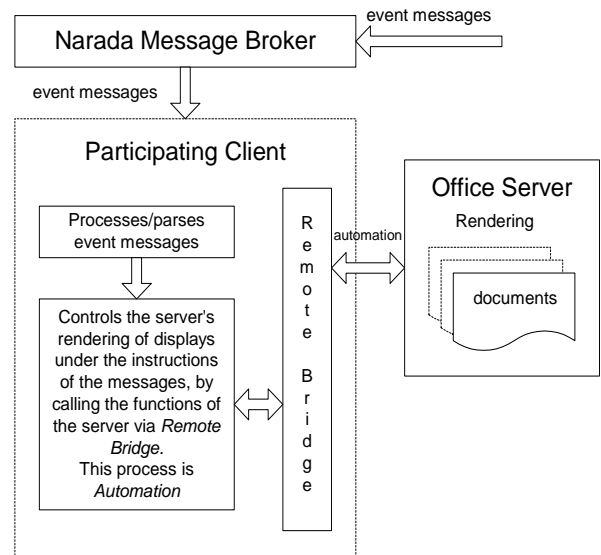 event messages
Narada Message Broker
event messages
Participating Client
Processes/parses
event messages
Controls the server's
rendering of displays
under the instructions
of the messages, by
calling the functions of
the server via Remote
Bridge.
This process is
Automation
Remote Bridge
automation
Office Server
Rendering
documents